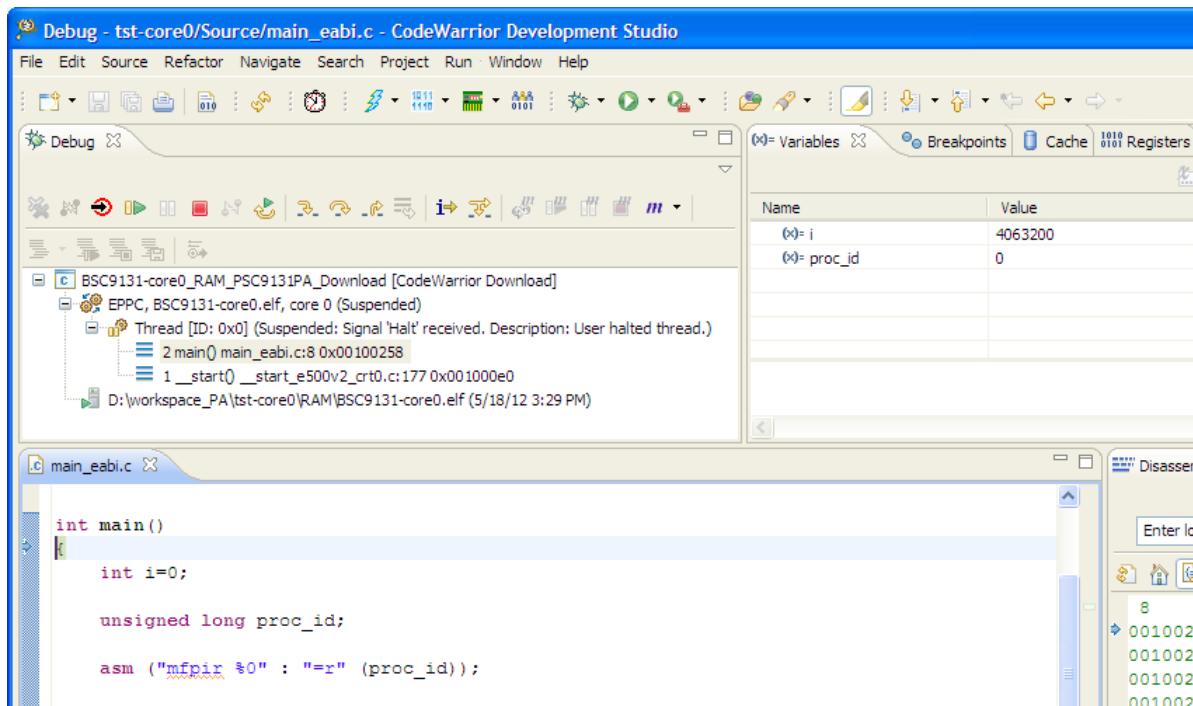 Debug - tst-core0/Source/main_eabi.c - CodeWarrior Development Studio
File Edit Source Refactor Navigate Search Project Run Window Help
Debug
(x)= Variables Breakpoints Cache Registers
Name Value
(x)= i 4063200
(x)= proc_id 0
BSC9131-core0_RAM_PSC9131PA_Download [CodeWarrior Download]
EPPC, BSC9131-core0.elf, core 0 (Suspended)
Thread [ID: 0x0] (Suspended: Signal 'Halt' received. Description: User halted thread.)
2 main() main_eabi.c:8 0x00100258
1 __start() __start_e500v2_crt0.c:177 0x001000e0
D:\workspace_PA\tst-core0\RAM\BSC9131-core0.elf (5/18/12 3:29 PM)
main_eabi.c
int main()
{
int i=0;
unsigned long proc_id;
asm ("mfpir %0" : "=r" (proc_id));
Disasser
Enter lo
8
001002
001002
001002
001002